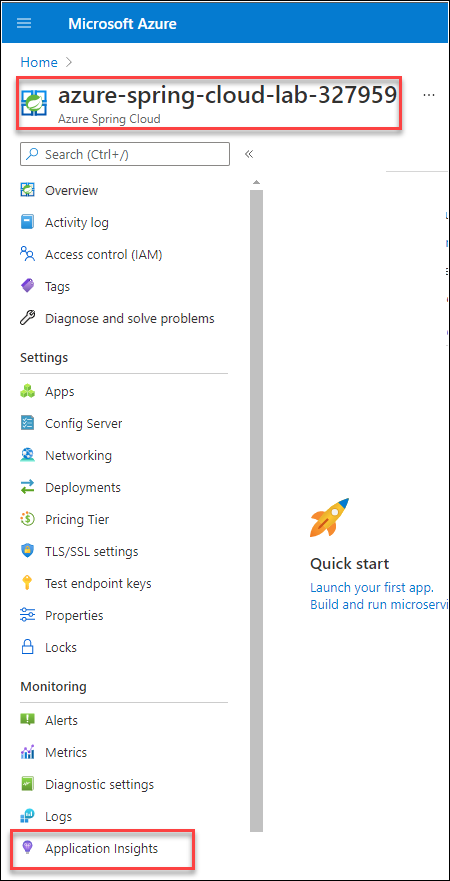 Microsoft Azure
Home
azure-spring-cloud-lab-327959
Azure Spring Cloud
Search (Ctrl+/)
Overview
Activity log
Access control (IAM)
Tags
Diagnose and solve problems
Settings
Apps
Config Server
Networking
Deployments
Pricing Tier
TLS/SSL settings
Test endpoint keys
Properties
Locks
Monitoring
Alerts
Metrics
Diagnostic settings
Logs
Application Insights
Quick start
Launch your first app.
Build and run microservi